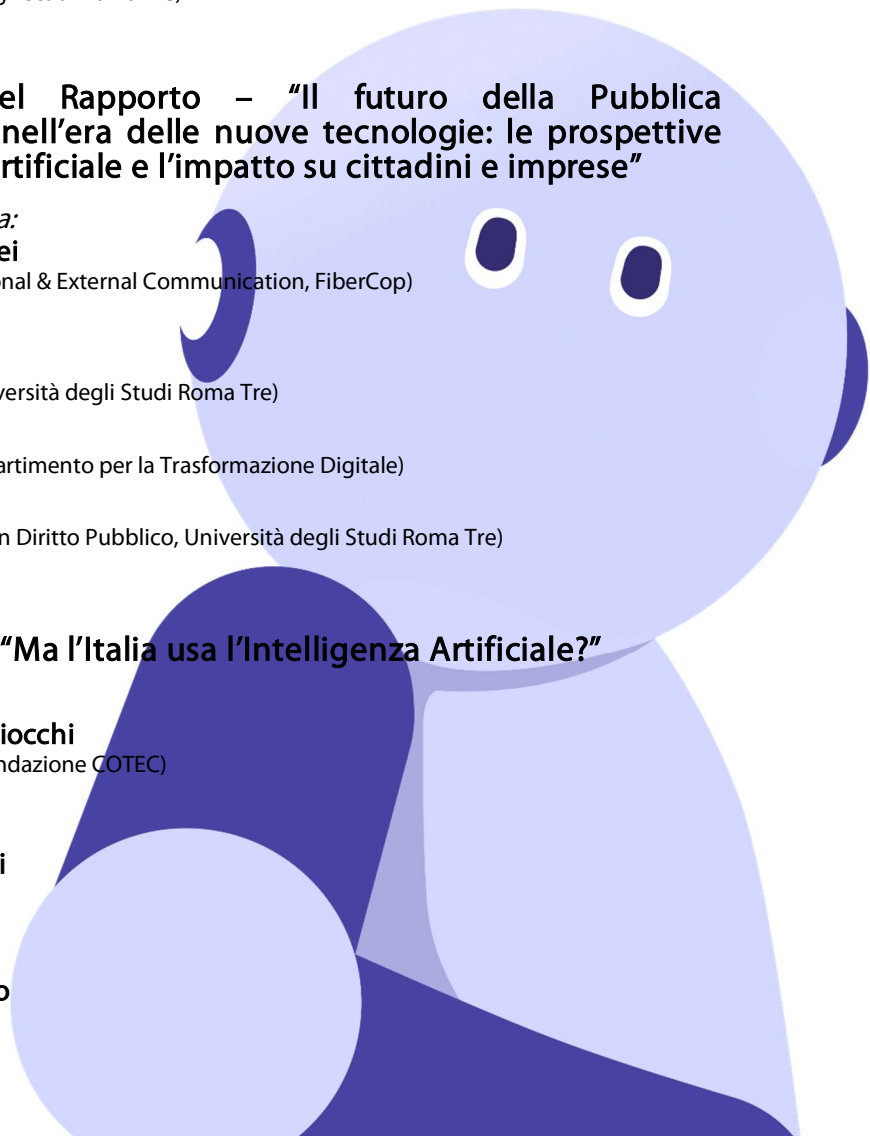 el Rapporto – “Il futuro della Pubblica
nell’era delle nuove tecnologie: le prospettive
rtificiale e l’impatto su cittadini e imprese”
a:
ei
onal & External Communication, FiberCop)
versità degli Studi Roma Tre)
artimento per la Trasformazione Digitale)
n Diritto Pubblico, Università degli Studi Roma Tre)
“Ma l’Italia usa l’Intelligenza Artificiale?”
iocchi
ndazione COTEC)
i
o